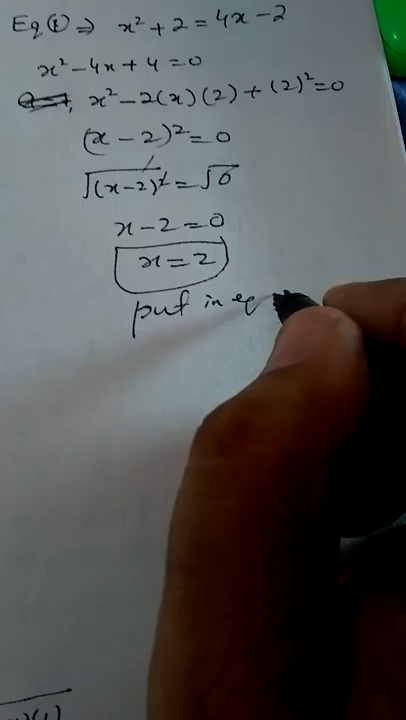 Eq ① ⇒ x² + 2 = 4x - 2
x² - 4x + 4 = 0
x² - 2(x)(2) + (2)² = 0
(x - 2)² = 0
√(x-2)² = √0
x - 2 = 0
x = 2
put in eq